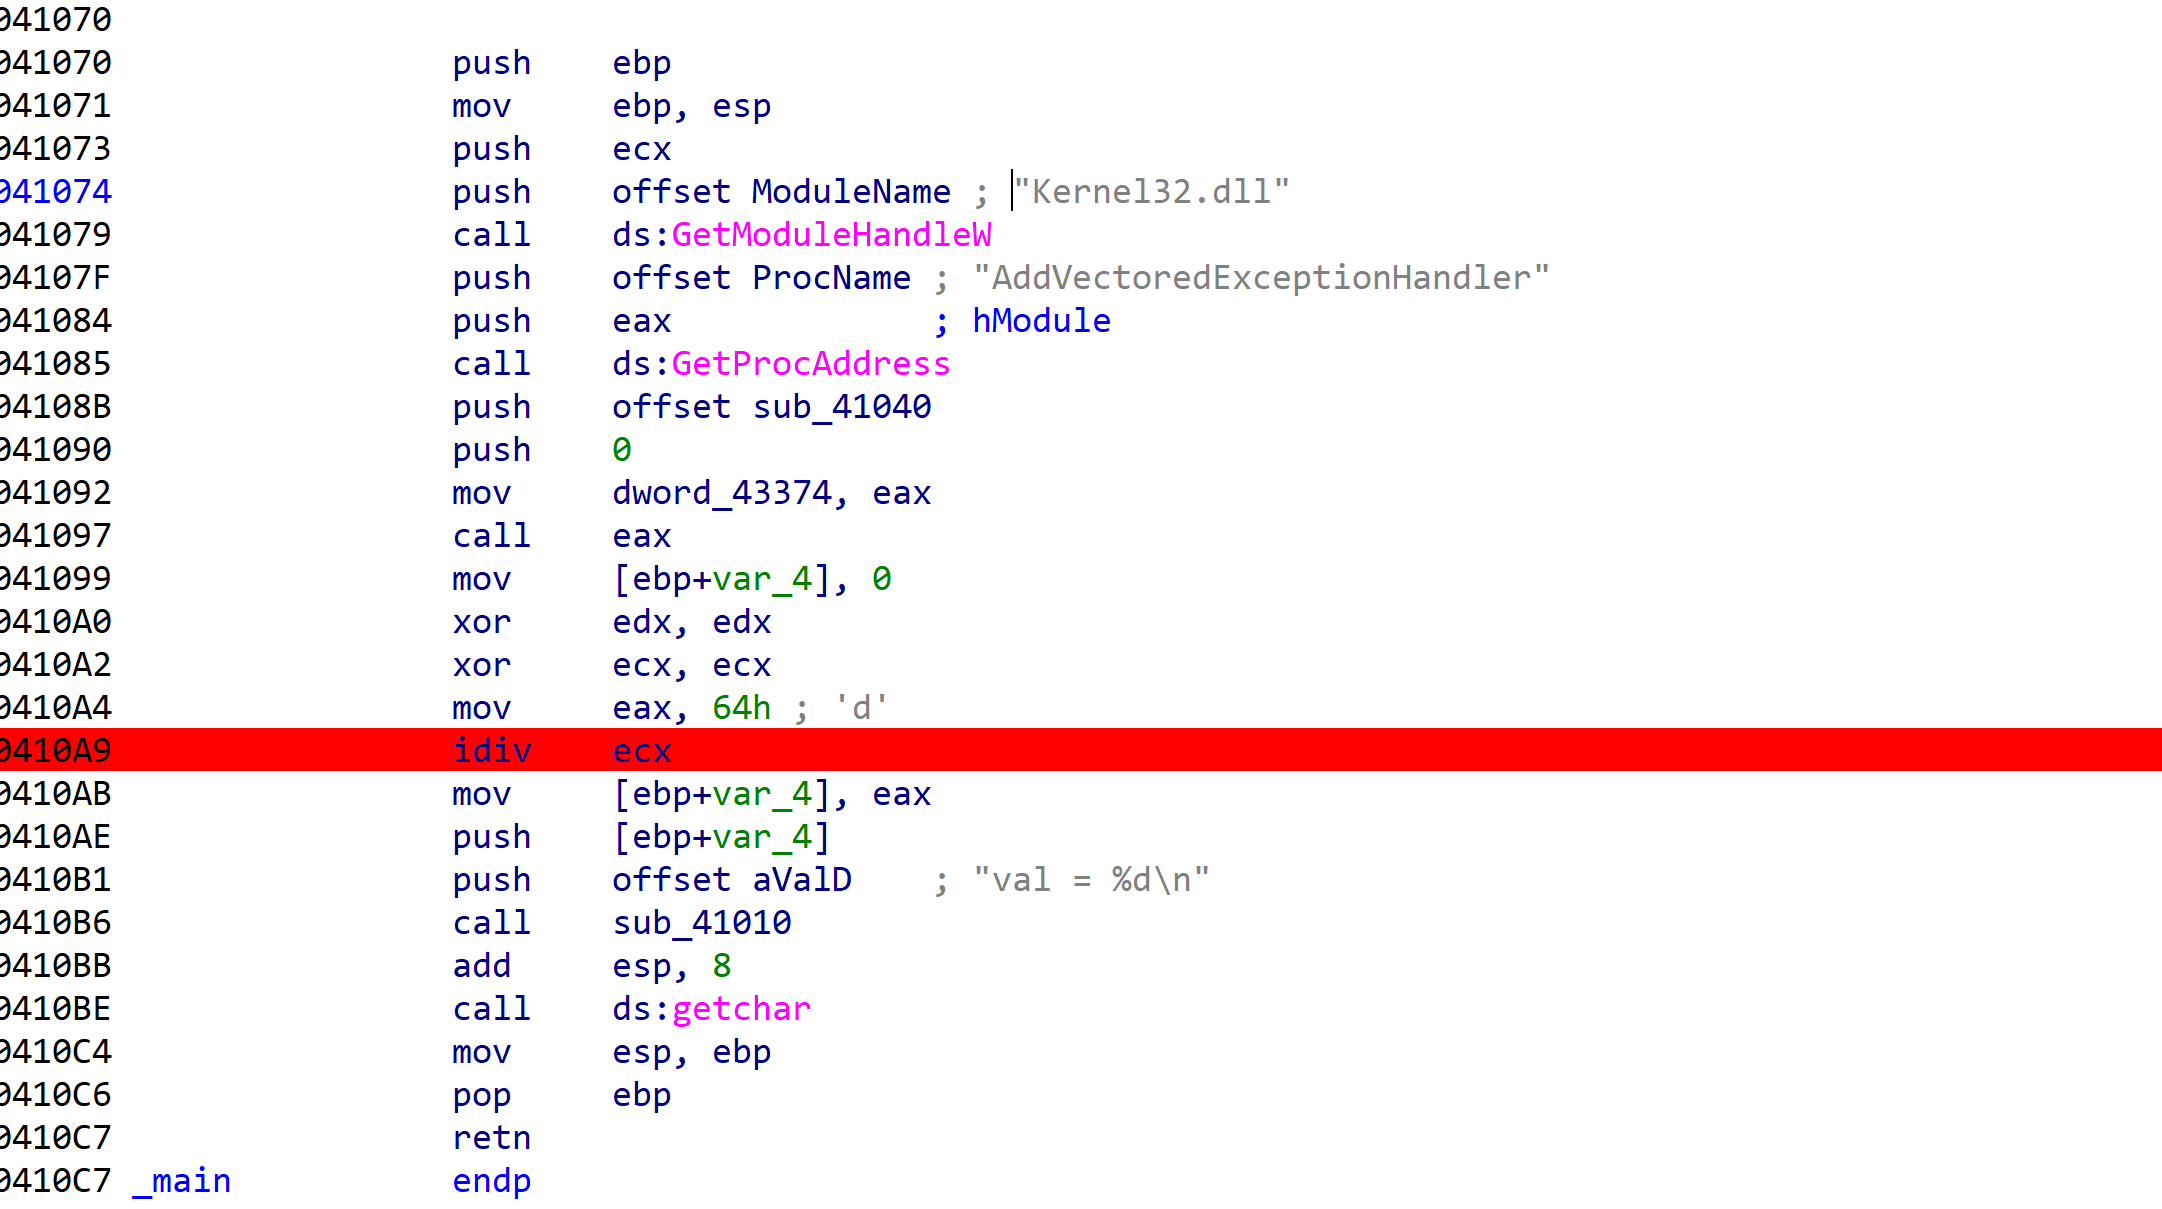 041070
041070 push ebp
041071 mov ebp, esp
041073 push ecx
041074 push offset ModuleName ; "Kernel32.dll"
041079 call ds:GetModuleHandleW
04107F push offset ProcName ; "AddVectoredExceptionHandler"
041084 push eax ; hModule
041085 call ds:GetProcAddress
04108B push offset sub_41040
041090 push 0
041092 mov dword_43374, eax
041097 call eax
041099 mov [ebp+var_4], 0
0410A0 xor edx, edx
0410A2 xor ecx, ecx
0410A4 mov eax, 64h ; 'd'
0410A9 idiv ecx
0410AB mov [ebp+var_4], eax
0410AE push [ebp+var_4]
0410B1 push offset aValD ; "val = %d\n"
0410B6 call sub_41010
0410BB add esp, 8
0410BE call ds:getchar
0410C4 mov esp, ebp
0410C6 pop ebp
0410C7 retn
0410C7 _main endp